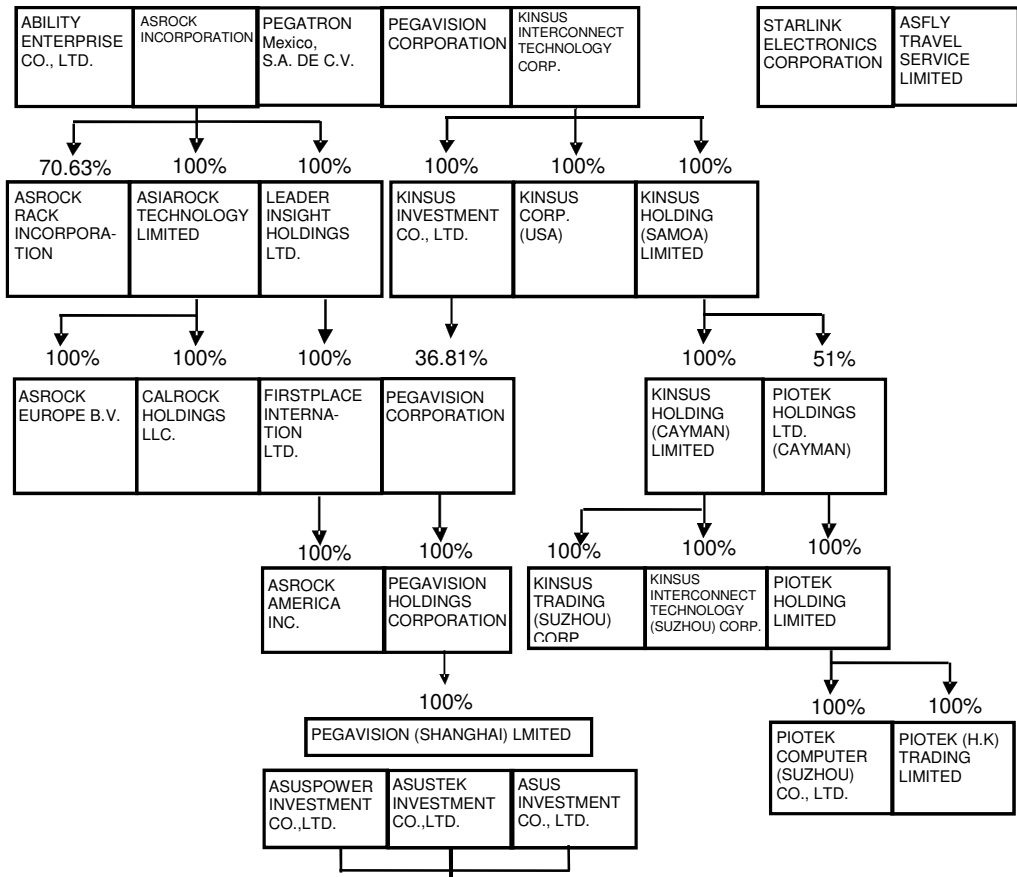 ABILITY
ENTERPRISE
CO., LTD.
ASROCK
INCORPORATION
PEGATRON
Mexico,
S.A. DE C.V.
PEGAVISION
CORPORATION
KINSUS
INTERCONNECT
TECHNOLOGY
CORP.
STARLINK
ELECTRONICS
CORPORATION
ASFLY
TRAVEL
SERVICE
LIMITED
70.63%
100%
100%
100%
100%
100%
ASROCK
RACK
INCORPORA-
TION
ASIAROCK
TECHNOLOGY
LIMITED
LEADER
INSIGHT
HOLDINGS
LTD.
KINSUS
INVESTMENT
CO., LTD.
KINSUS
CORP.
(USA)
KINSUS
HOLDING
(SAMOA)
LIMITED
100%
100%
100%
36.81%
100%
51%
ASROCK
EUROPE B.V.
CALROCK
HOLDINGS
LLC.
FIRSTPLACE
INTERNA-
TION
LTD.
PEGAVISION
CORPORATION
KINSUS
HOLDING
(CAYMAN)
LIMITED
PIOTEK
HOLDINGS
LTD.
(CAYMAN)
100%
100%
100%
100%
100%
ASROCK
AMERICA
INC.
PEGAVISION
HOLDINGS
CORPORATION
KINSUS
TRADING
(SUZHOU)
CORP
KINSUS
INTERCONNECT
TECHNOLOGY
(SUZHOU) CORP.
PIOTEK
HOLDING
LIMITED
100%
100%
100%
PEGAVISION (SHANGHAI) LMITED
PIOTEK
COMPUTER
(SUZHOU)
CO., LTD.
PIOTEK (H.K)
TRADING
LIMITED
ASUSPOWER
INVESTMENT
CO.,LTD.
ASUSTEK
INVESTMENT
CO.,LTD.
ASUS
INVESTMENT
CO., LTD.